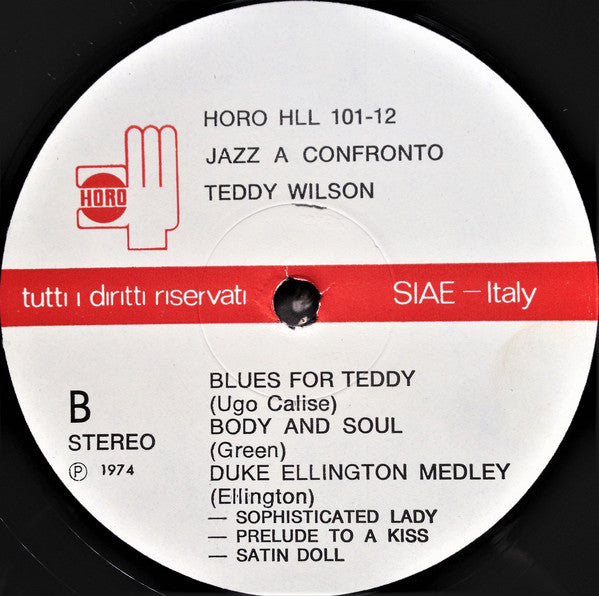 HORO HLL 101-12
JAZZ A CONFRONTO
TEDDY WILSON
HORO
tutti i diritti riservati SIAE – Italy
BLUES FOR TEDDY
(Ugo Calise)
BODY AND SOUL
(Green)
DUKE ELLINGTON MEDLEY
(Ellington)
— SOPHISTICATED LADY
— PRELUDE TO A KISS
— SATIN DOLL
B
STEREO
℗ 1974